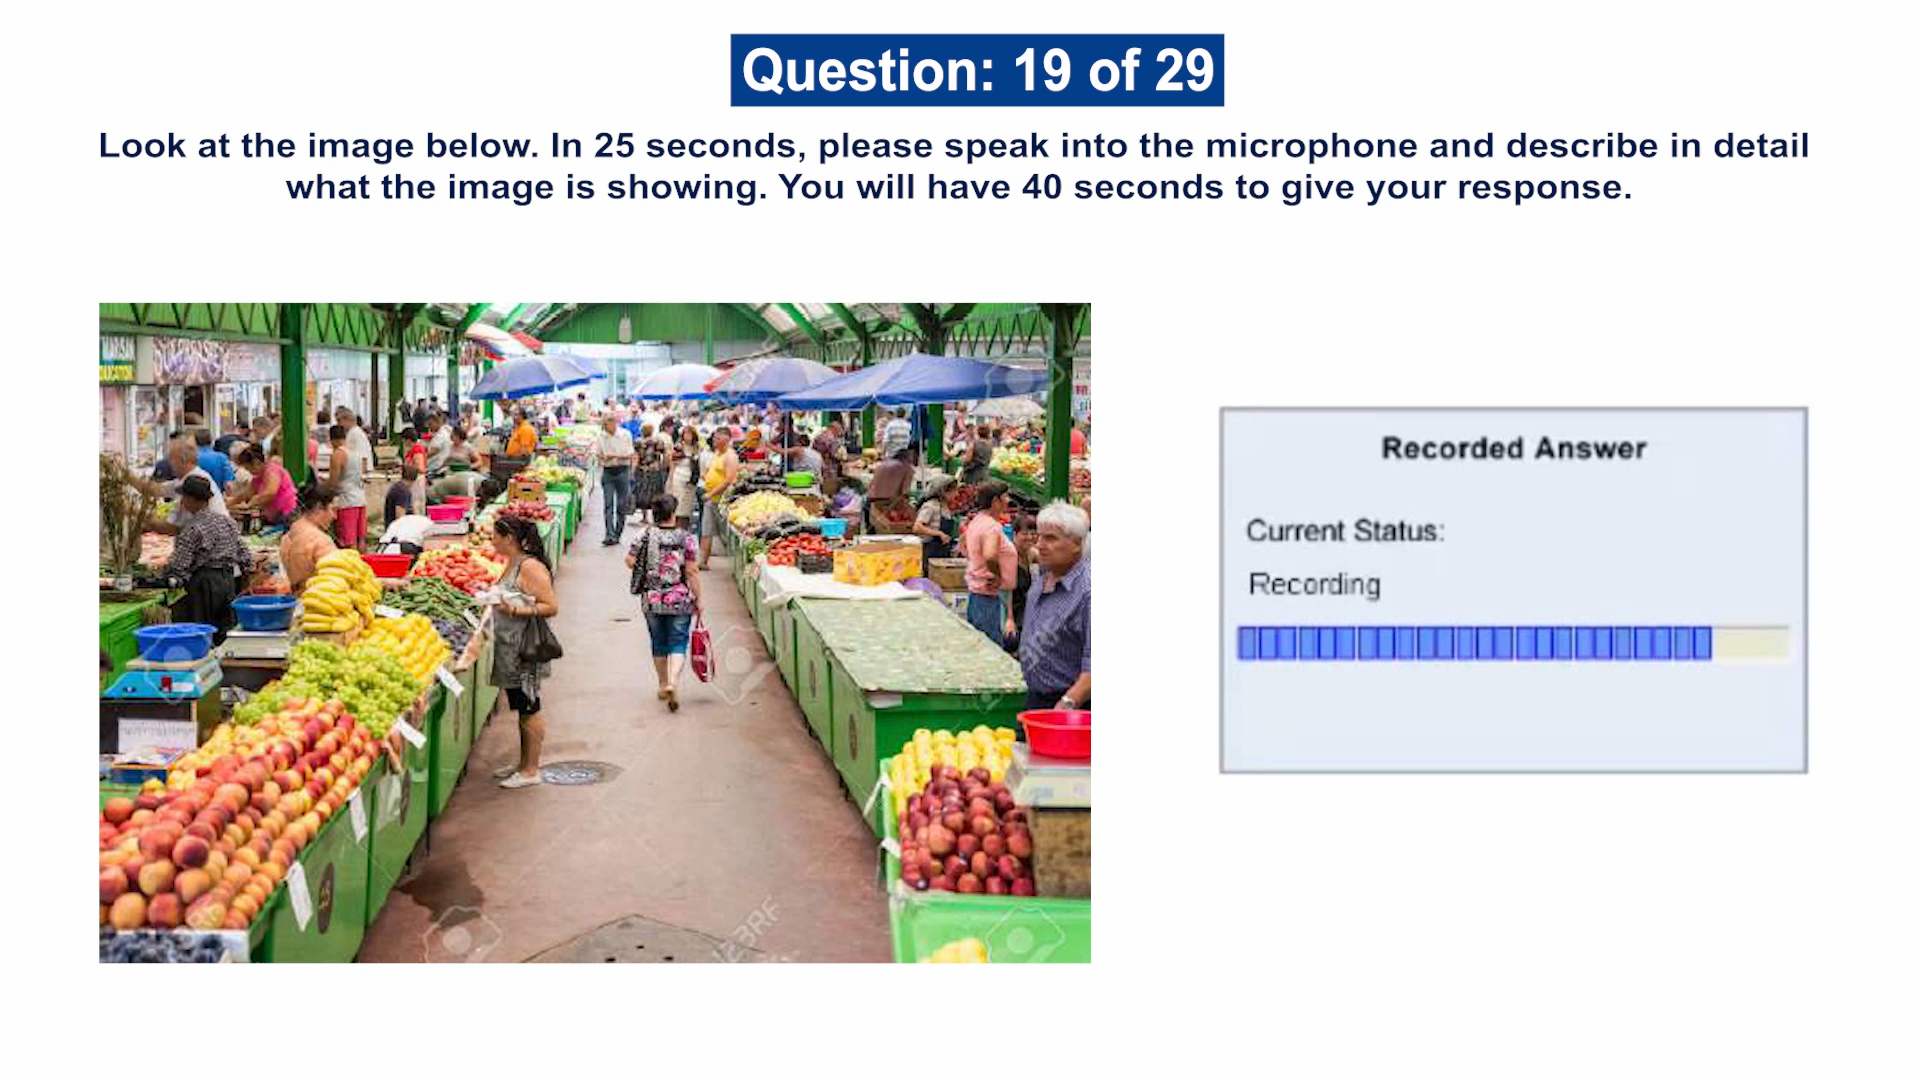 Question: 19 of 29
Look at the image below. In 25 seconds, please speak into the microphone and describe in detail
what the image is showing. You will have 40 seconds to give your response.
MARISAN
Recorded Answer
Current Status:
Recording